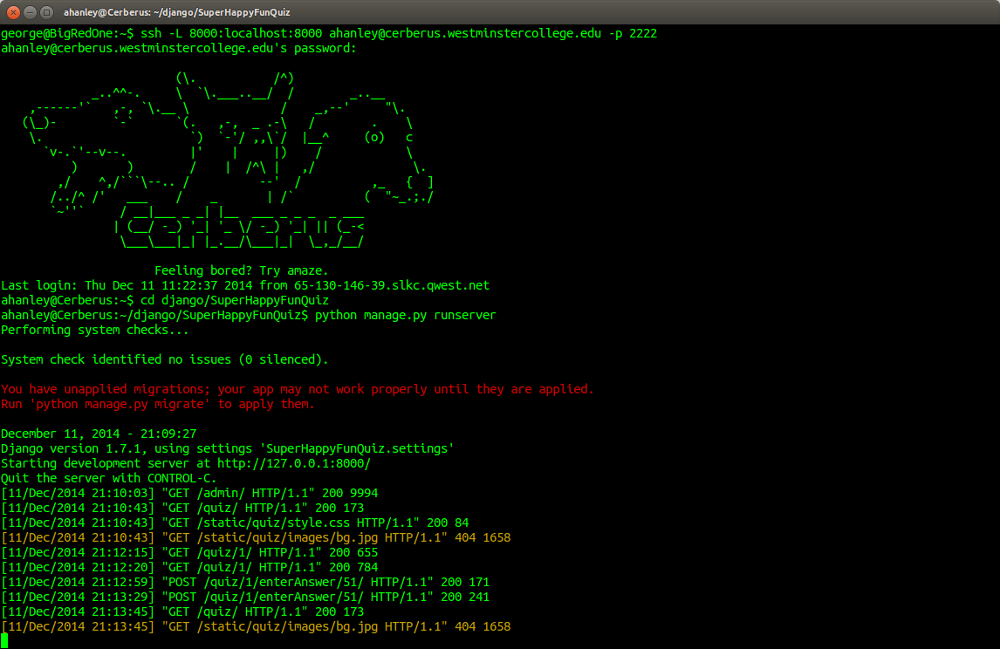 ahanley@Cerberus: ~/django/SuperHappyFunQuiz
george@BigRedOne:~$ ssh -L 8000:localhost:8000 ahanley@cerberus.westminstercollege.edu -p 2222
ahanley@cerberus.westminstercollege.edu's password:
Feeling bored? Try amaze.
Last login: Thu Dec 11 11:22:37 2014 from 65-130-146-39.slkc.qwest.net
ahanley@Cerberus:~$ cd django/SuperHappyFunQuiz
ahanley@Cerberus:~/django/SuperHappyFunQuiz$ python manage.py runserver
Performing system checks...
System check identified no issues (0 silenced).
You have unapplied migrations; your app may not work properly until they are applied.
Run 'python manage.py migrate' to apply them.
December 11, 2014 - 21:09:27
Django version 1.7.1, using settings 'SuperHappyFunQuiz.settings'
Starting development server at http://127.0.0.1:8000/
Quit the server with CONTROL-C.
[11/Dec/2014 21:10:03] "GET /admin/ HTTP/1.1" 200 9994
[11/Dec/2014 21:10:43] "GET /quiz/ HTTP/1.1" 200 173
[11/Dec/2014 21:10:43] "GET /static/quiz/style.css HTTP/1.1" 200 84
[11/Dec/2014 21:10:43] "GET /static/quiz/images/bg.jpg HTTP/1.1" 404 1658
[11/Dec/2014 21:12:15] "GET /quiz/1/ HTTP/1.1" 200 655
[11/Dec/2014 21:12:20] "GET /quiz/1/ HTTP/1.1" 200 784
[11/Dec/2014 21:12:59] "POST /quiz/1/enterAnswer/51/ HTTP/1.1" 200 171
[11/Dec/2014 21:13:29] "POST /quiz/1/enterAnswer/51/ HTTP/1.1" 200 241
[11/Dec/2014 21:13:45] "GET /quiz/ HTTP/1.1" 200 173
[11/Dec/2014 21:13:45] "GET /static/quiz/images/bg.jpg HTTP/1.1" 404 1658